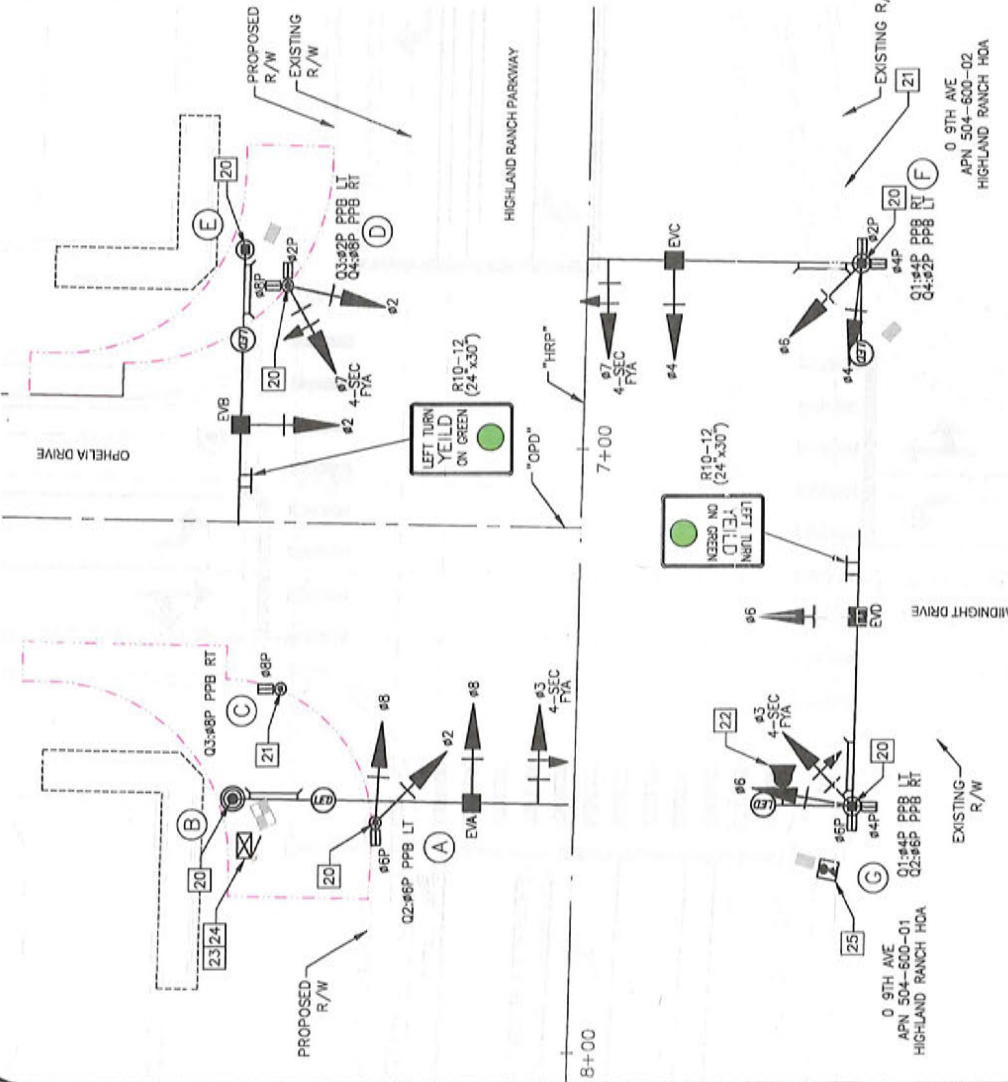 PROPOSED
R/W
EXISTING
R/W
HIGHLAND RANCH PARKWAY
OPHELIA DRIVE
E
20
ø8P
ø2P
Q3:ø2P PPB LT
Q4:ø8P PPB RT
D
20
EVB
ø7
4-SEC
FYA
ø2
ø2
LEFT TURN
YEILD
ON GREEN
R10-12
(24"x30")
"HRP"
"OPD"
7+00
Q3:ø8P PPB RT
C
ø8P
21
B
20
23 24
20
ø6P
Q2:ø6P PPB LT
A
ø8
ø2
EVA
ø8
ø3
4-SEC
FYA
PROPOSED
R/W
8+00
EXISTING R/
21
0 9TH AVE
APN 504-600-02
HIGHLAND RANCH HOA
F
20
ø2P
ø4P
Q1:ø4P PPB RT
Q4:ø2P PPB LT
EVC
ø7
4-SEC
FYA
ø4
ø6
ø4
R10-12
(24"x30")
LEFT TURN
YEILD
ON GREEN
ø6
EVD
MIDNIGHT DRIVE
22
ø3
4-SEC
FYA
ø6
20
ø6P
ø4P
Q1:ø4P PPB LT
Q2:ø6P PPB RT
G
25
EXISTING
R/W
0 9TH AVE
APN 504-600-01
HIGHLAND RANCH HOA